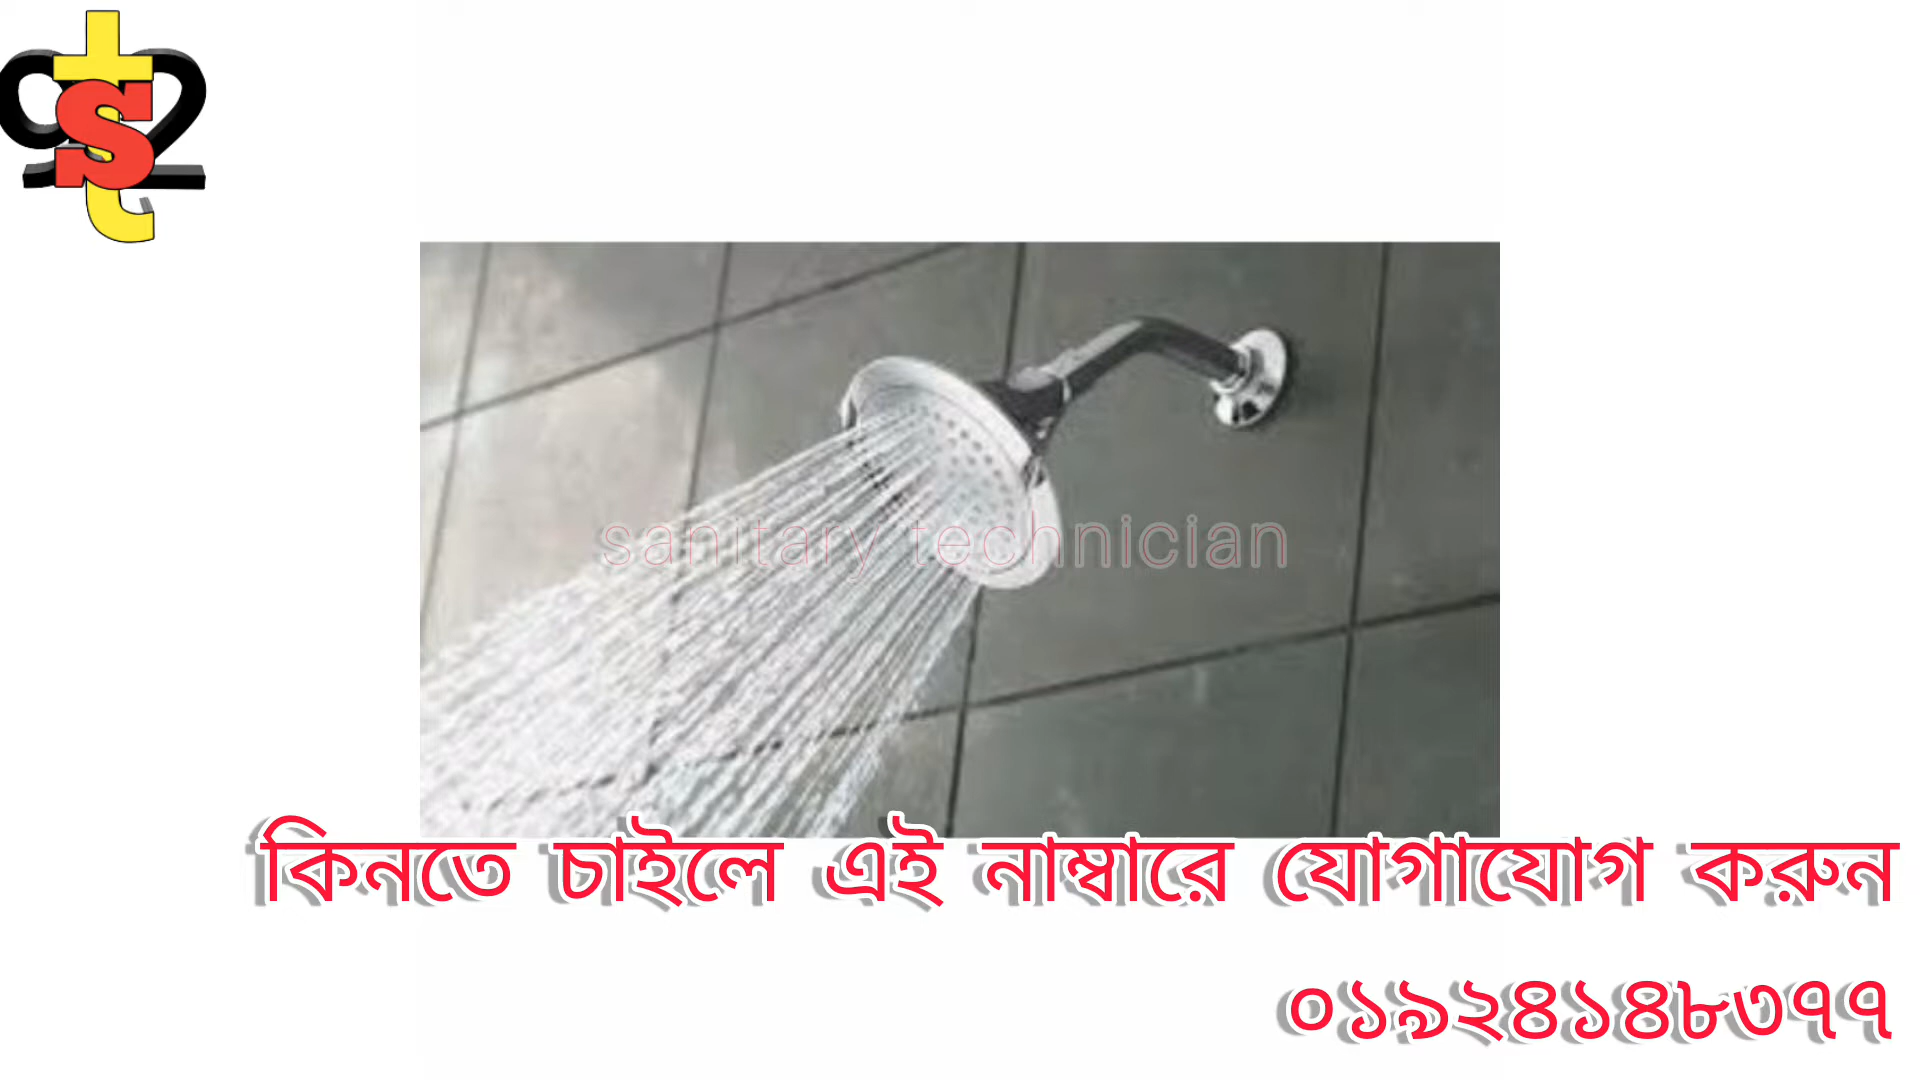 sanitary technician
কিনতে চাইলে এই নাম্বারে যোগাযোগ করুন
০১৯২৪১৪৮৩৭৭